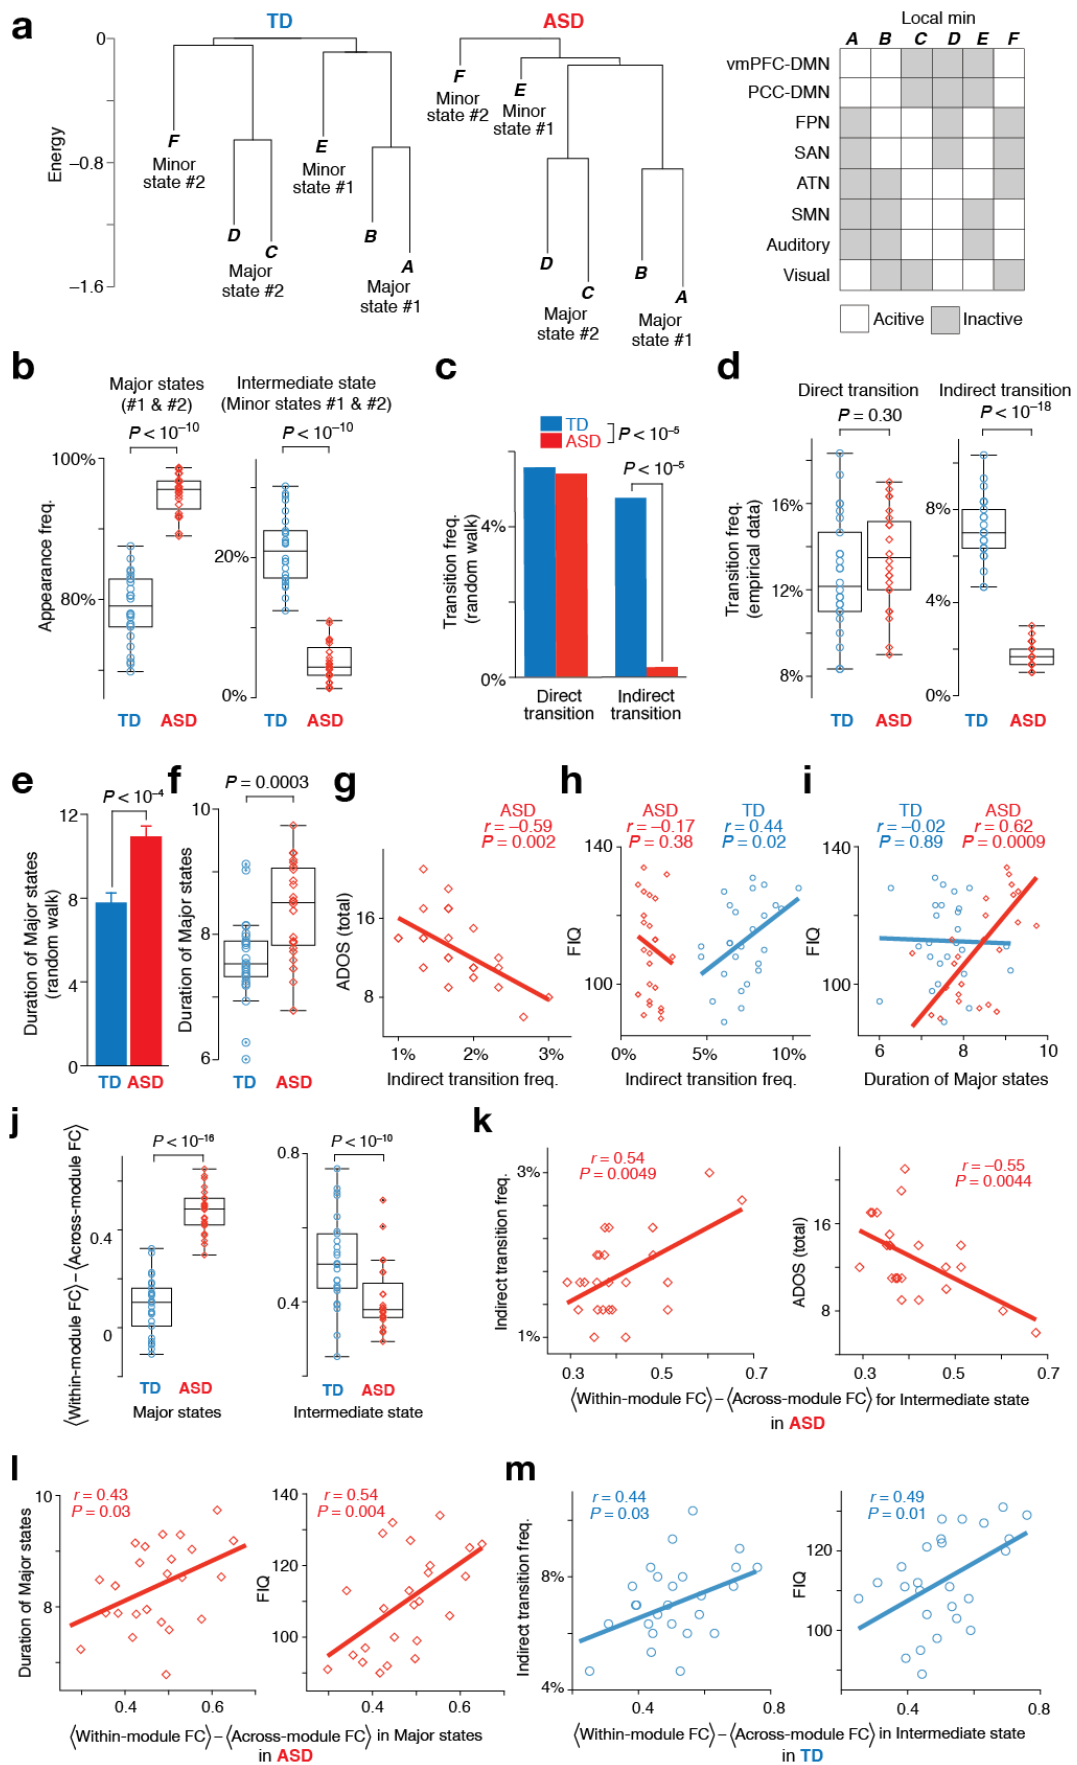 a
TD
ASD
Local min
A B C D E F
0
−0.8
−1.6
Energy
F
Minor
state #2
D
C
Major
state #2
E
Minor
state #1
B
A
Major
state #1
F
Minor
state #2
E
Minor
state #1
D
C
Major
state #2
B
A
Major
state #1
vmPFC-DMN
PCC-DMN
FPN
SAN
ATN
SMN
Auditory
Visual
Acitive
Inactive
b
Major states
(#1 & #2)
P < 10⁻¹⁰
100%
80%
Appearance freq.
TD ASD
Intermediate state
(Minor states #1 & #2)
P < 10⁻¹⁰
20%
0%
TD ASD
c
TD
ASD
P < 10⁻⁵
P < 10⁻⁵
4%
0%
Transition freq.
(random walk)
Direct
transition
Indirect
transition
d
Direct transition
P = 0.30
16%
12%
8%
Transition freq.
(empirical data)
TD ASD
Indirect transition
P < 10⁻¹⁸
8%
4%
0%
TD ASD
e
P < 10⁻⁴
12
8
4
0
Duration of Major states
(random walk)
TD ASD
f
P = 0.0003
10
8
6
Duration of Major states
TD ASD
g
ASD
r = −0.59
P = 0.002
16
8
ADOS (total)
1% 2% 3%
Indirect transition freq.
h
ASD
r = −0.17
P = 0.38
TD
r = 0.44
P = 0.02
140
100
FIQ
0% 5% 10%
Indirect transition freq.
i
TD
r = −0.02
P = 0.89
ASD
r = 0.62
P = 0.0009
140
100
FIQ
6 8 10
Duration of Major states
j
P < 10⁻¹⁶
0.4
0
⟨Within-module FC⟩ − ⟨Across-module FC⟩
TD ASD
Major states
P < 10⁻¹⁰
0.8
0.4
TD ASD
Intermediate state
k
r = 0.54
P = 0.0049
3%
1%
Indirect transition freq.
0.3 0.5 0.7
r = −0.55
P = 0.0044
16
8
ADOS (total)
0.3 0.5 0.7
⟨Within-module FC⟩ − ⟨Across-module FC⟩ for Intermediate state
in ASD
l
r = 0.43
P = 0.03
10
8
Duration of Major states
0.4 0.6
r = 0.54
P = 0.004
140
120
100
FIQ
0.4 0.6
⟨Within-module FC⟩ − ⟨Across-module FC⟩ in Major states
in ASD
m
r = 0.44
P = 0.03
8%
4%
Indirect transition freq.
0.4 0.8
r = 0.49
P = 0.01
120
100
FIQ
0.4 0.8
⟨Within-module FC⟩ − ⟨Across-module FC⟩ in Intermediate state
in TD